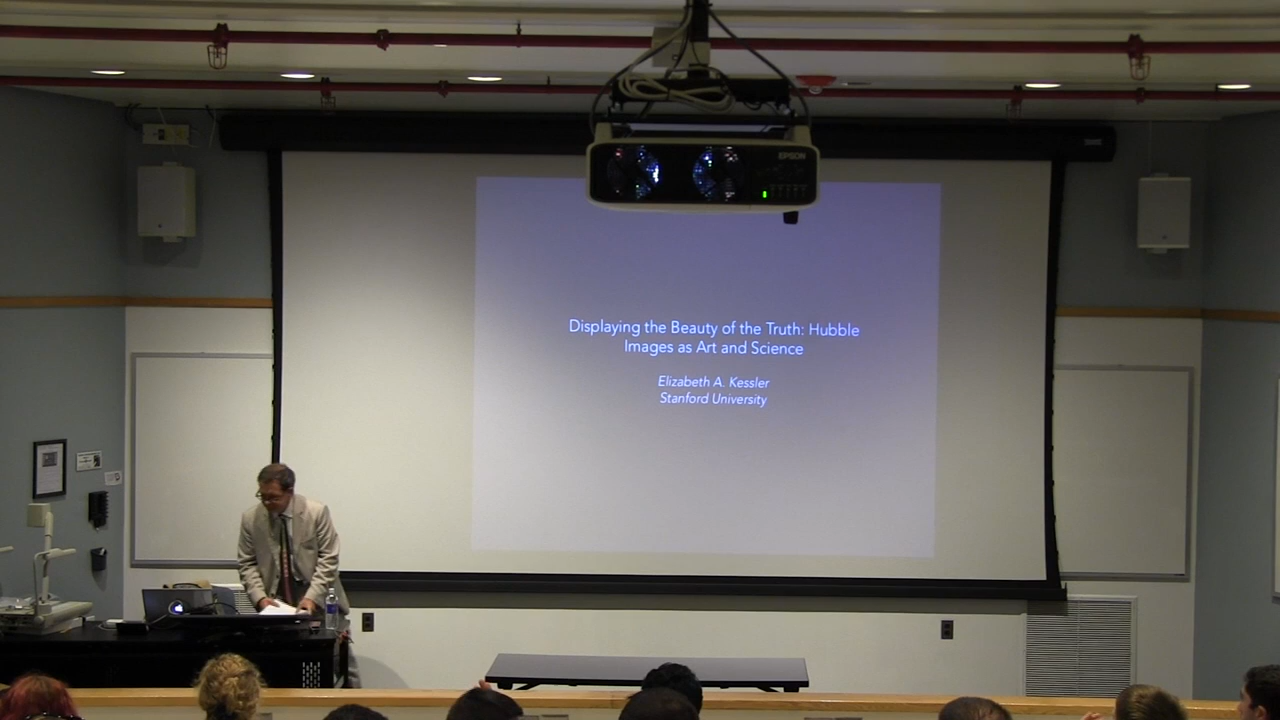 EPSON
Displaying the Beauty of the Truth: Hubble
Images as Art and Science
Elizabeth A. Kessler
Stanford University